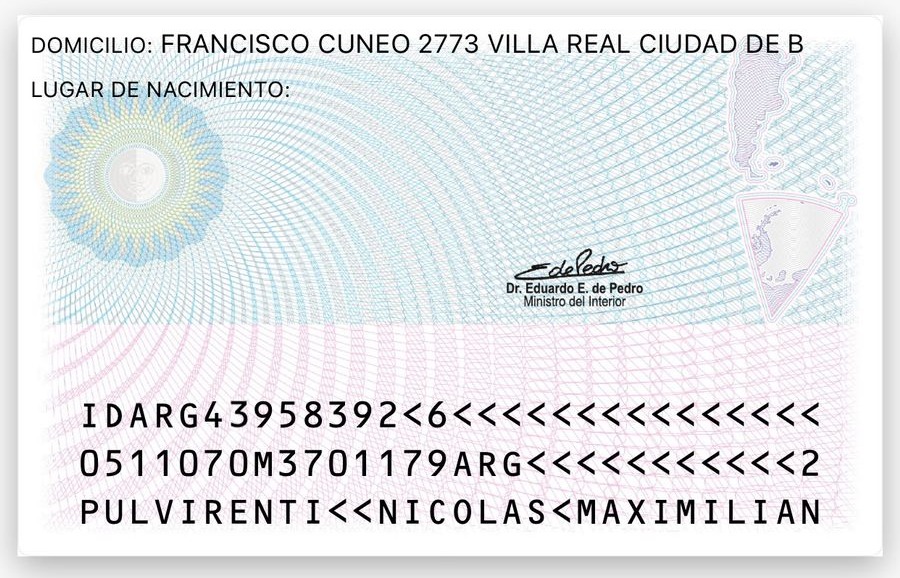 DOMICILIO: FRANCISCO CUNEO 2773 VILLA REAL CIUDAD DE B
LUGAR DE NACIMIENTO:
Dr. Eduardo E. de Pedro
Ministro del Interior
IDARG43958392<6<<<<<<<<<<<<<<<
0511070M3701179ARG<<<<<<<<<<<2
PULVIRENTI<<NICOLAS<MAXIMILIAN